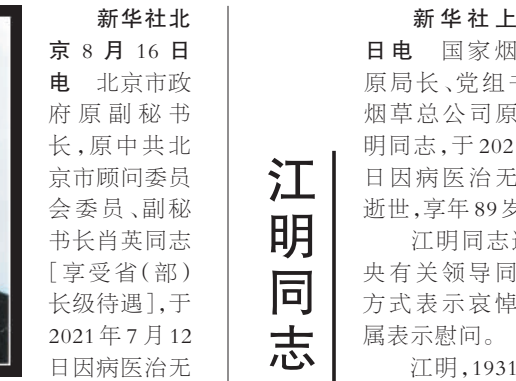 新华社北
京 8 月 16 日
电 北京市政
府原副秘书
长，原中共北
京市顾问委员
会委员、副秘
书长肖英同志
[享受省（部）
长级待遇]，于
2021 年 7 月 12
日因病医治无
江明同志
新华社上
日电 国家烟
原局长、党组书
烟草总公司原
明同志，于 202
日因病医治无
逝世，享年 89 岁
江明同志
央有关领导同
方式表示哀悼
属表示慰问。
江明，1931